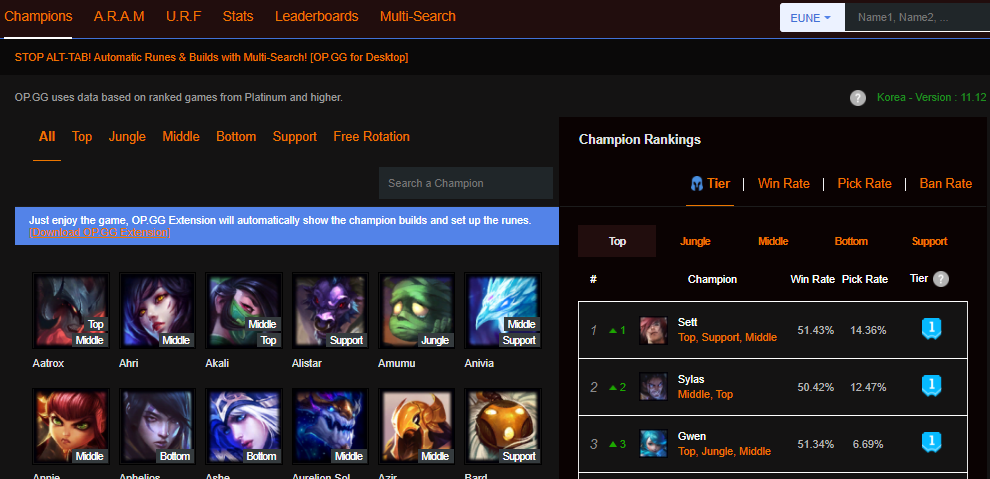 Champions A.R.A.M U.R.F Stats Leaderboards Multi-Search EUNE Name1, Name2, ...
STOP ALT-TAB! Automatic Runes & Builds with Multi-Search! [OP.GG for Desktop]
OP.GG uses data based on ranked games from Platinum and higher.
? Korea - Version : 11.12
All Top Jungle Middle Bottom Support Free Rotation
Search a Champion
Just enjoy the game, OP.GG Extension will automatically show the champion builds and set up the runes.
[Download OP.GG Extension]
Top
Middle
Middle
Middle
Top
Support
Jungle
Middle
Support
Aatrox Ahri Akali Alistar Amumu Anivia
Middle Bottom Bottom Middle Middle Support
Annie Aphelios Ashe Aurelion Sol Azir Bard
Champion Rankings
Tier | Win Rate | Pick Rate | Ban Rate
Top Jungle Middle Bottom Support
# Champion Win Rate Pick Rate Tier ?
1 1 Sett 51.43% 14.36% 1
Top, Support, Middle
2 2 Sylas 50.42% 12.47% 1
Middle, Top
3 3 Gwen 51.34% 6.69% 1
Top, Jungle, Middle